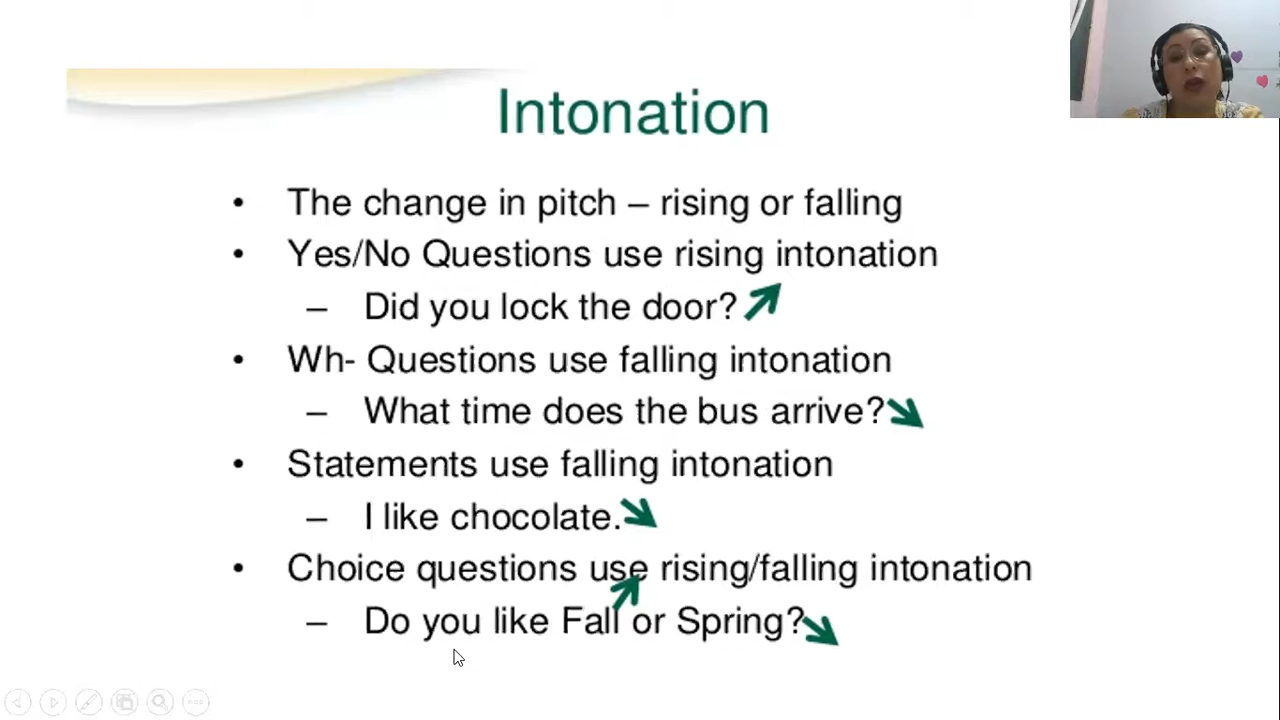 Intonation
• The change in pitch – rising or falling
• Yes/No Questions use rising intonation
– Did you lock the door?
• Wh- Questions use falling intonation
– What time does the bus arrive?
• Statements use falling intonation
– I like chocolate.
• Choice questions use rising/falling intonation
– Do you like Fall or Spring?